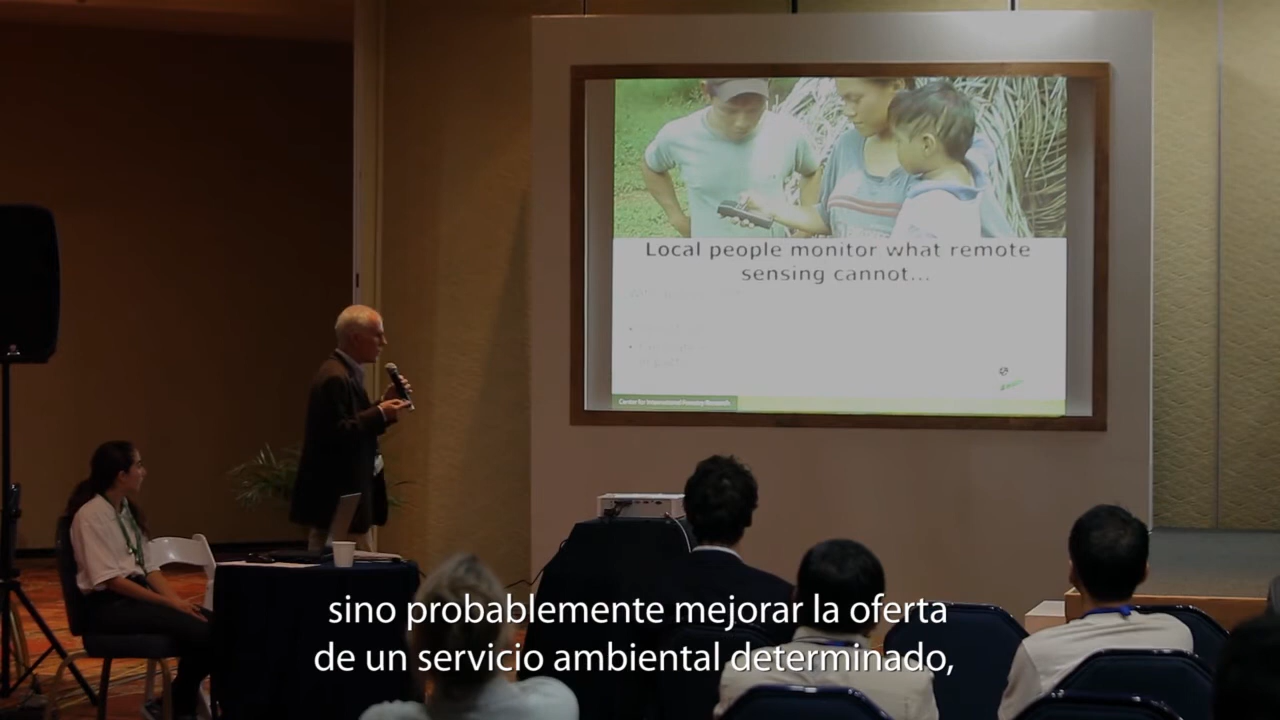 Local people monitor what remote
sensing cannot...
Center for International Forestry Research
sino probablemente mejorar la oferta
de un servicio ambiental determinado,